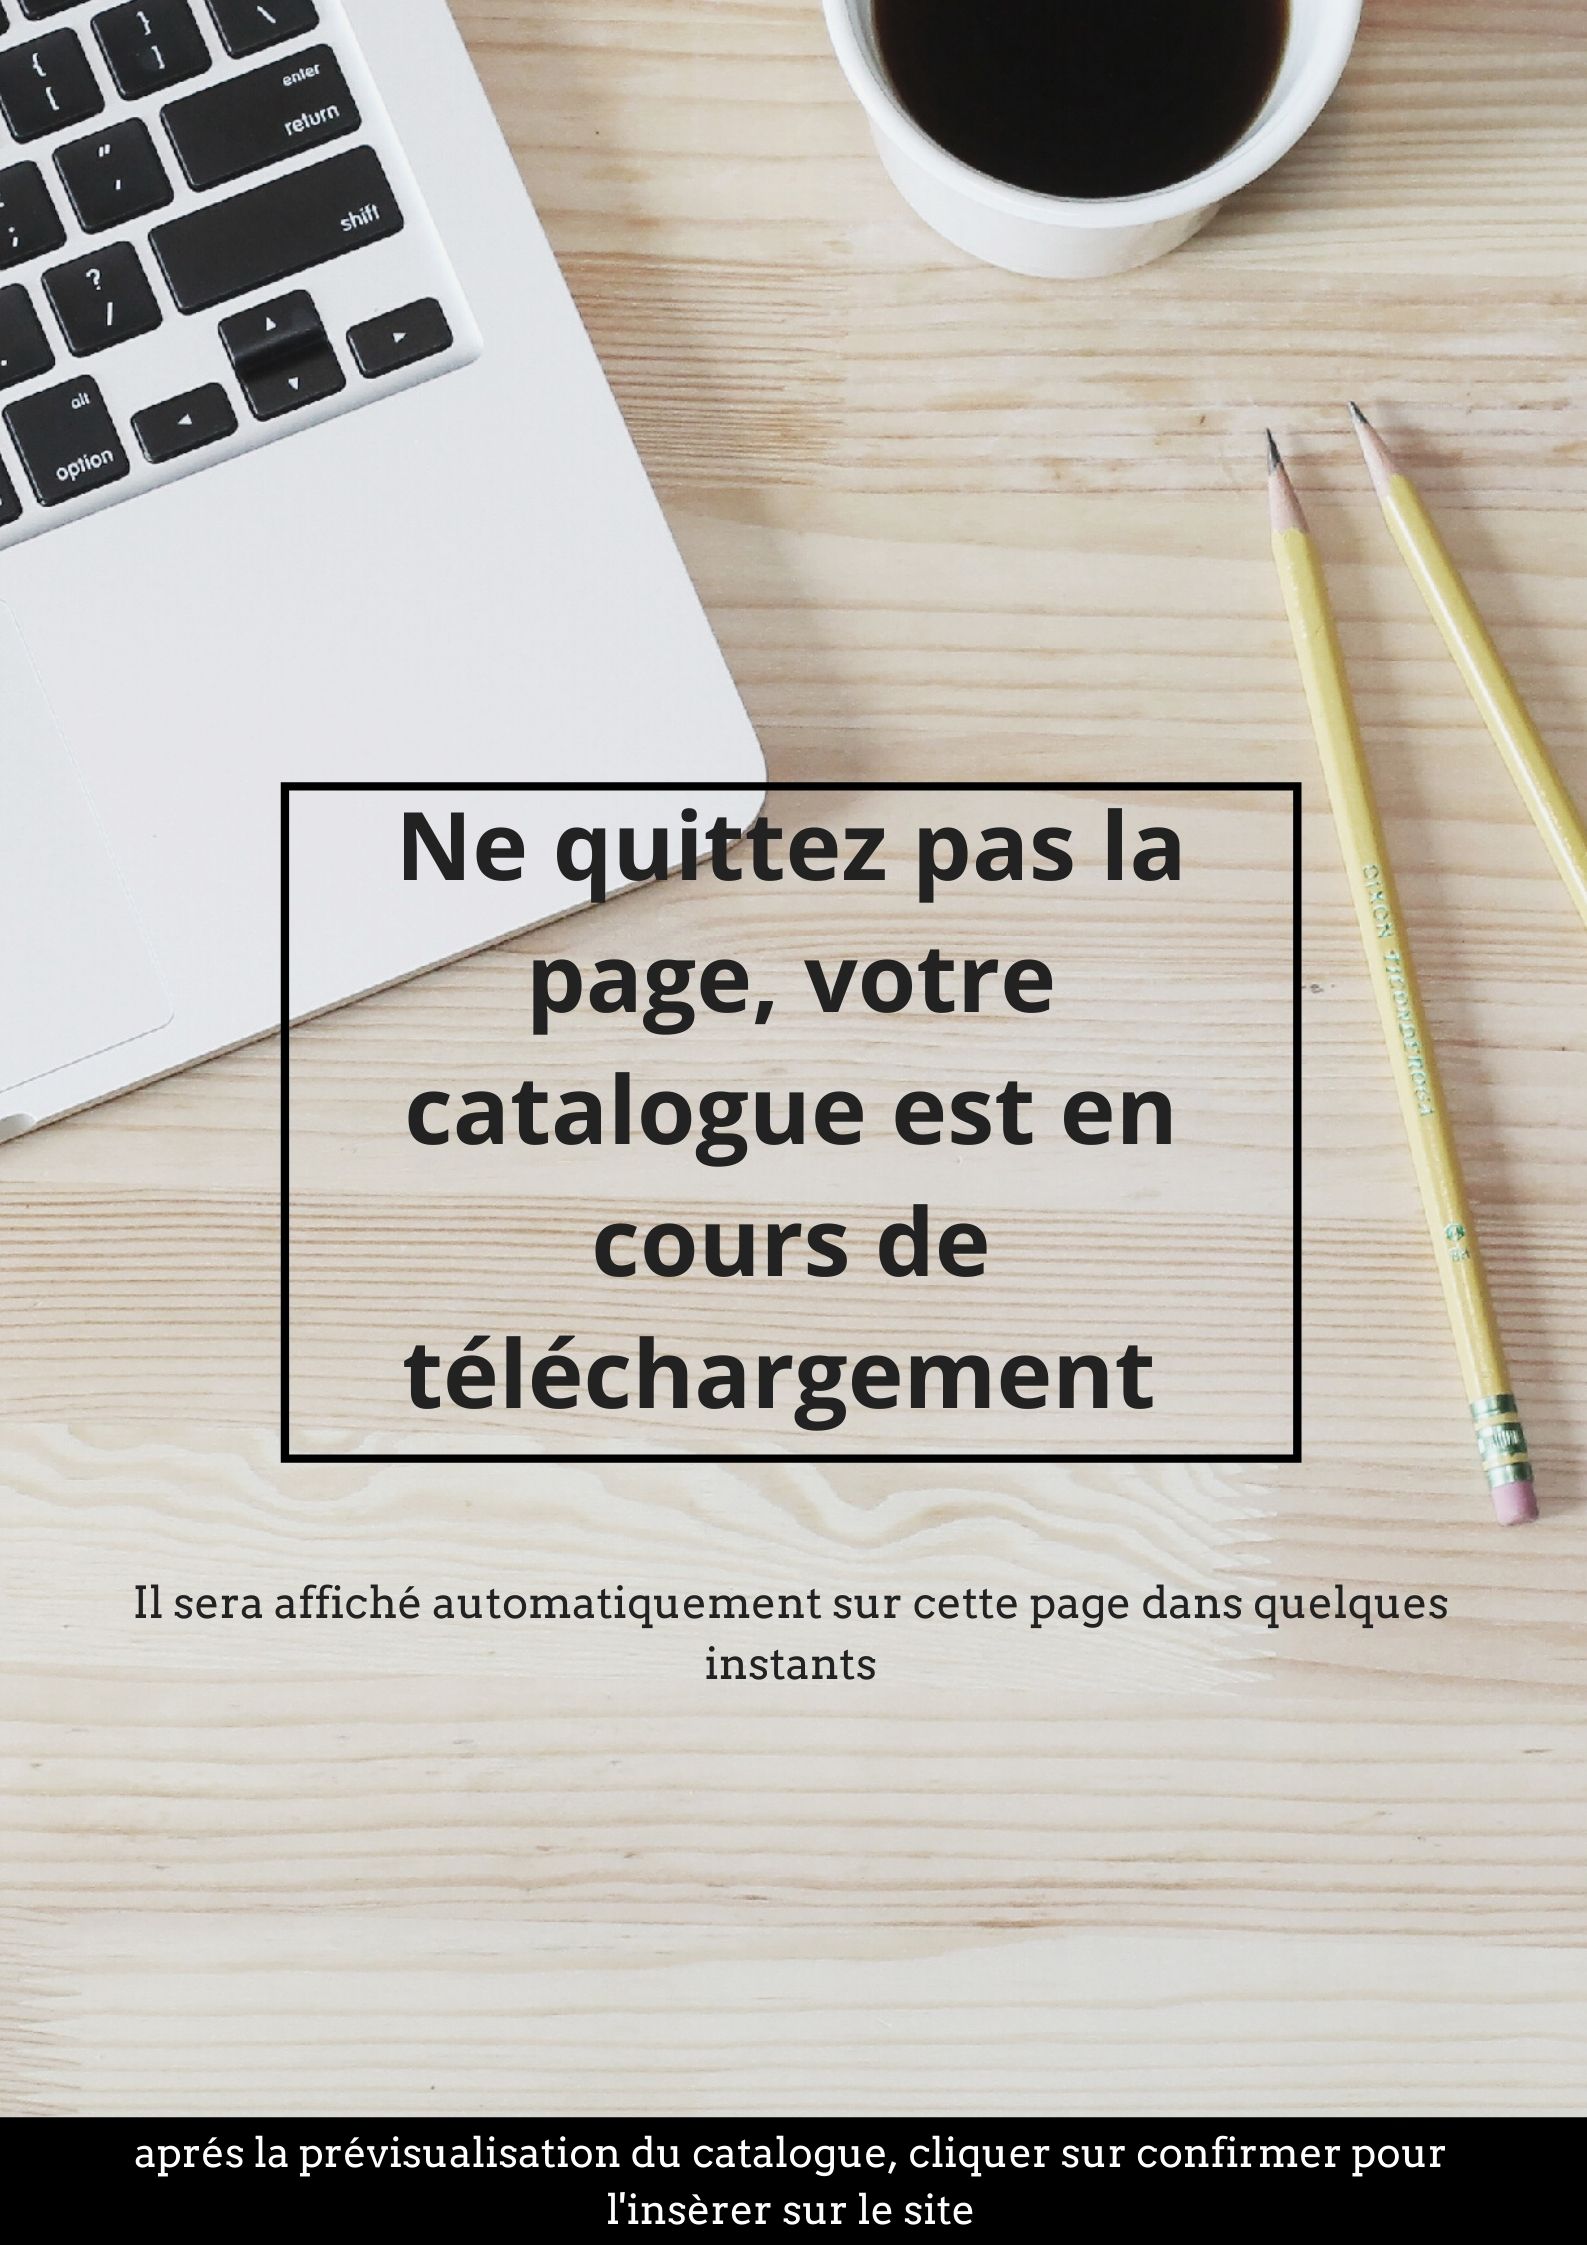 }
]
\
{
[
enter
return
"
'
;
shift
?
/
.
alt
option
DIXON TICONDEROGA
Ne quittez pas la
page, votre
catalogue est en
cours de
téléchargement
Il sera affiché automatiquement sur cette page dans quelques
instants
aprés la prévisualisation du catalogue, cliquer sur confirmer pour
l'insèrer sur le site